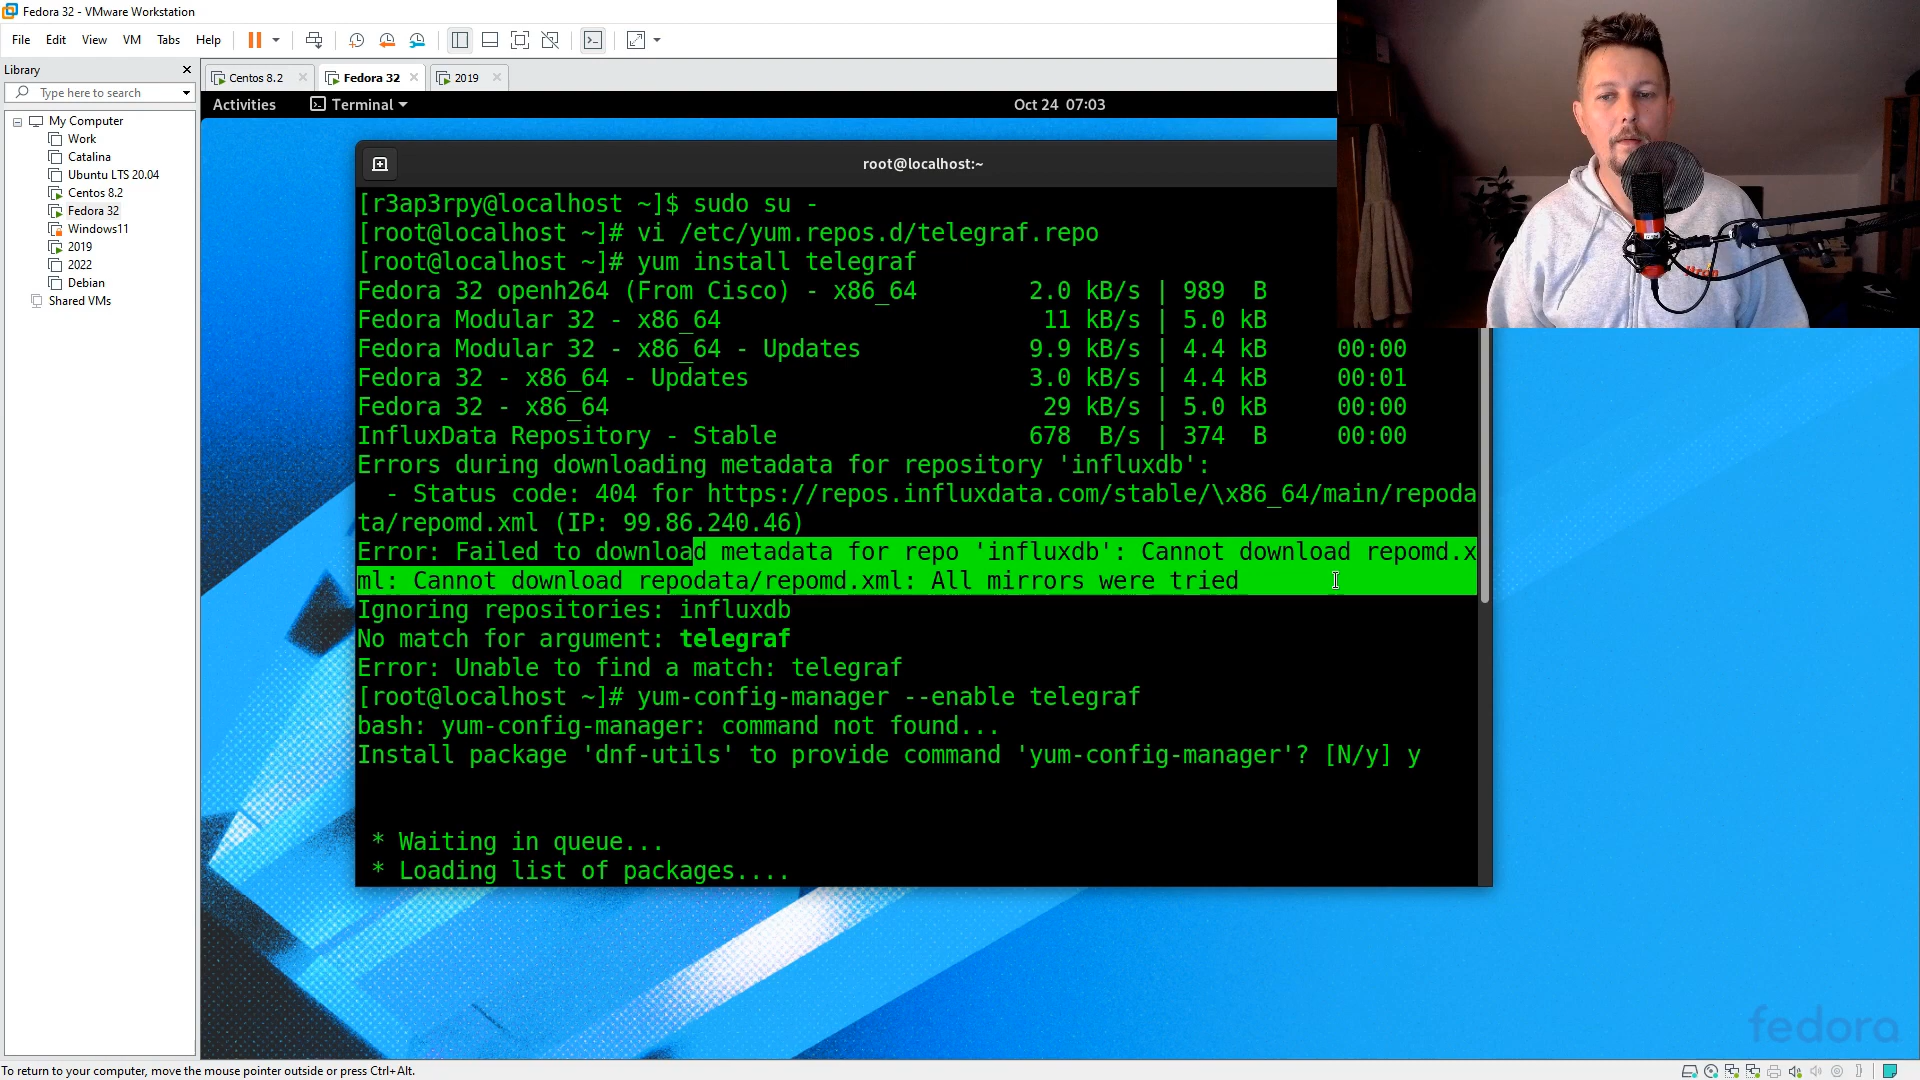 Fedora 32 - VMware Workstation
File Edit View VM Tabs Help
Library
Type here to search
My Computer
Work
Catalina
Ubuntu LTS 20.04
Centos 8.2
Fedora 32
Windows11
2019
2022
Debian
Shared VMs
Centos 8.2 Fedora 32 2019
Activities Terminal Oct 24 07:03
root@localhost:~
[r3ap3rpy@localhost ~]$ sudo su -
[root@localhost ~]# vi /etc/yum.repos.d/telegraf.repo
[root@localhost ~]# yum install telegraf
Fedora 32 openh264 (From Cisco) - x86_64 2.0 kB/s | 989 B
Fedora Modular 32 - x86_64 11 kB/s | 5.0 kB
Fedora Modular 32 - x86_64 - Updates 9.9 kB/s | 4.4 kB 00:00
Fedora 32 - x86_64 - Updates 3.0 kB/s | 4.4 kB 00:01
Fedora 32 - x86_64 29 kB/s | 5.0 kB 00:00
InfluxData Repository - Stable 678 B/s | 374 B 00:00
Errors during downloading metadata for repository 'influxdb':
- Status code: 404 for https://repos.influxdata.com/stable/\x86_64/main/repoda
ta/repomd.xml (IP: 99.86.240.46)
Error: Failed to download metadata for repo 'influxdb': Cannot download repomd.x
ml: Cannot download repodata/repomd.xml: All mirrors were tried
Ignoring repositories: influxdb
No match for argument: telegraf
Error: Unable to find a match: telegraf
[root@localhost ~]# yum-config-manager --enable telegraf
bash: yum-config-manager: command not found...
Install package 'dnf-utils' to provide command 'yum-config-manager'? [N/y] y
* Waiting in queue...
* Loading list of packages....
fedora
To return to your computer, move the mouse pointer outside or press Ctrl+Alt.